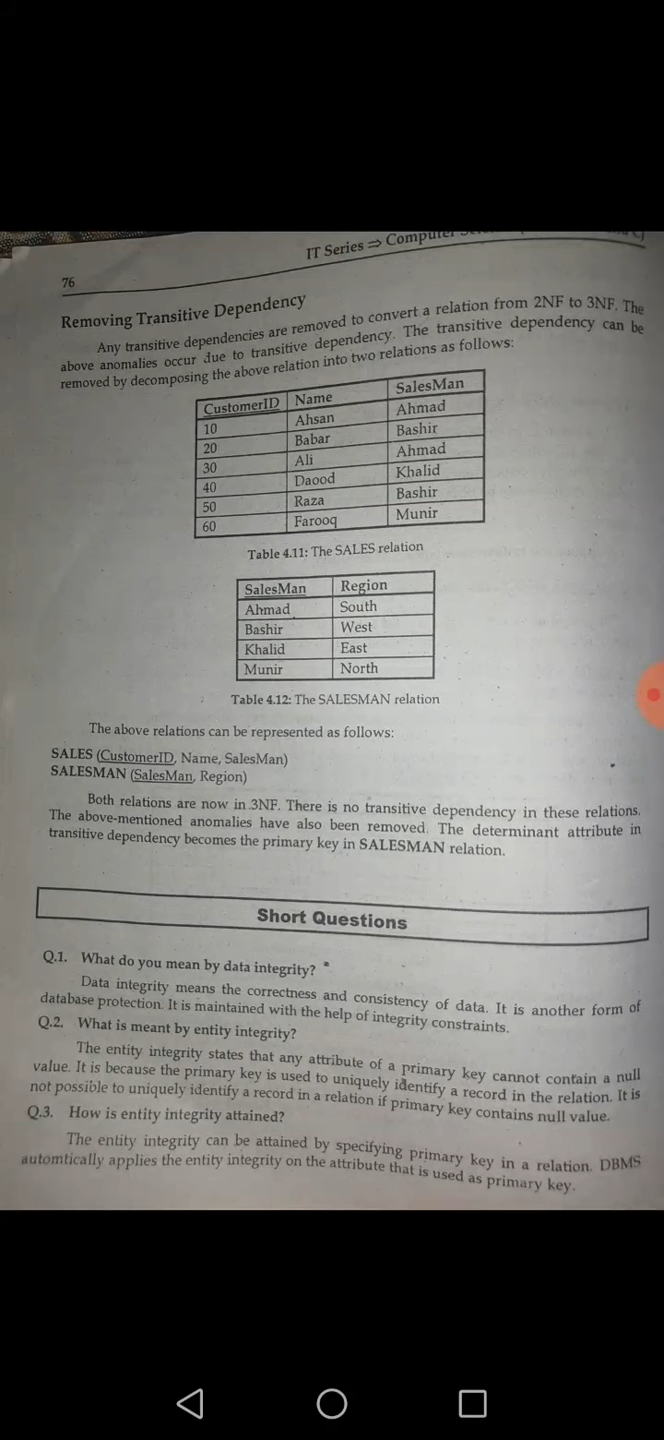 IT Series ⇒ Computer
76
Removing Transitive Dependency
Any transitive dependencies are removed to convert a relation from 2NF to 3NF. The
above anomalies occur due to transitive dependency. The transitive dependency can be
removed by decomposing the above relation into two relations as follows:
CustomerID Name SalesMan
10 Ahsan Ahmad
20 Babar Bashir
30 Ali Ahmad
40 Daood Khalid
50 Raza Bashir
60 Farooq Munir
Table 4.11: The SALES relation
SalesMan Region
Ahmad South
Bashir West
Khalid East
Munir North
Table 4.12: The SALESMAN relation
The above relations can be represented as follows:
SALES (CustomerID, Name, SalesMan)
SALESMAN (SalesMan, Region)
Both relations are now in 3NF. There is no transitive dependency in these relations.
The above-mentioned anomalies have also been removed. The determinant attribute in
transitive dependency becomes the primary key in SALESMAN relation.
Short Questions
Q.1. What do you mean by data integrity?
Data integrity means the correctness and consistency of data. It is another form of
database protection. It is maintained with the help of integrity constraints.
Q.2. What is meant by entity integrity?
The entity integrity states that any attribute of a primary key cannot contain a null
value. It is because the primary key is used to uniquely identify a record in the relation. It is
not possible to uniquely identify a record in a relation if primary key contains null value.
Q.3. How is entity integrity attained?
The entity integrity can be attained by specifying primary key in a relation. DBMS
automtically applies the entity integrity on the attribute that is used as primary key.